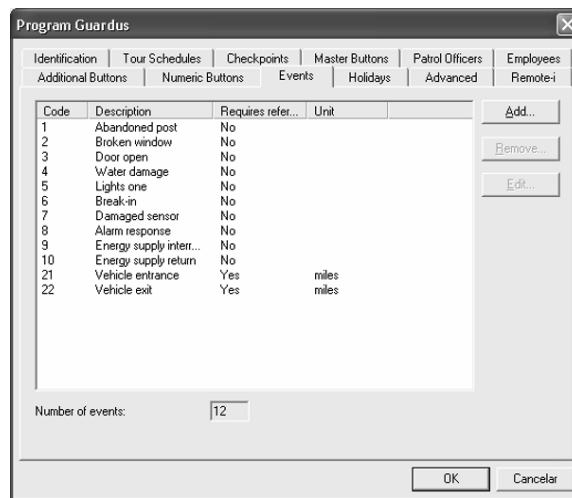 Program Guardus
Identification Tour Schedules Checkpoints Master Buttons Patrol Officers Employees
Additional Buttons Numeric Buttons Events Holidays Advanced Remote-i
Code Description Requires refer... Unit
1 Abandoned post No
2 Broken window No
3 Door open No
4 Water damage No
5 Lights one No
6 Break-in No
7 Damaged sensor No
8 Alarm response No
9 Energy supply interr... No
10 Energy supply return No
21 Vehicle entrance Yes miles
22 Vehicle exit Yes miles
Add...
Remove...
Edit...
Number of events: 12
OK Cancelar